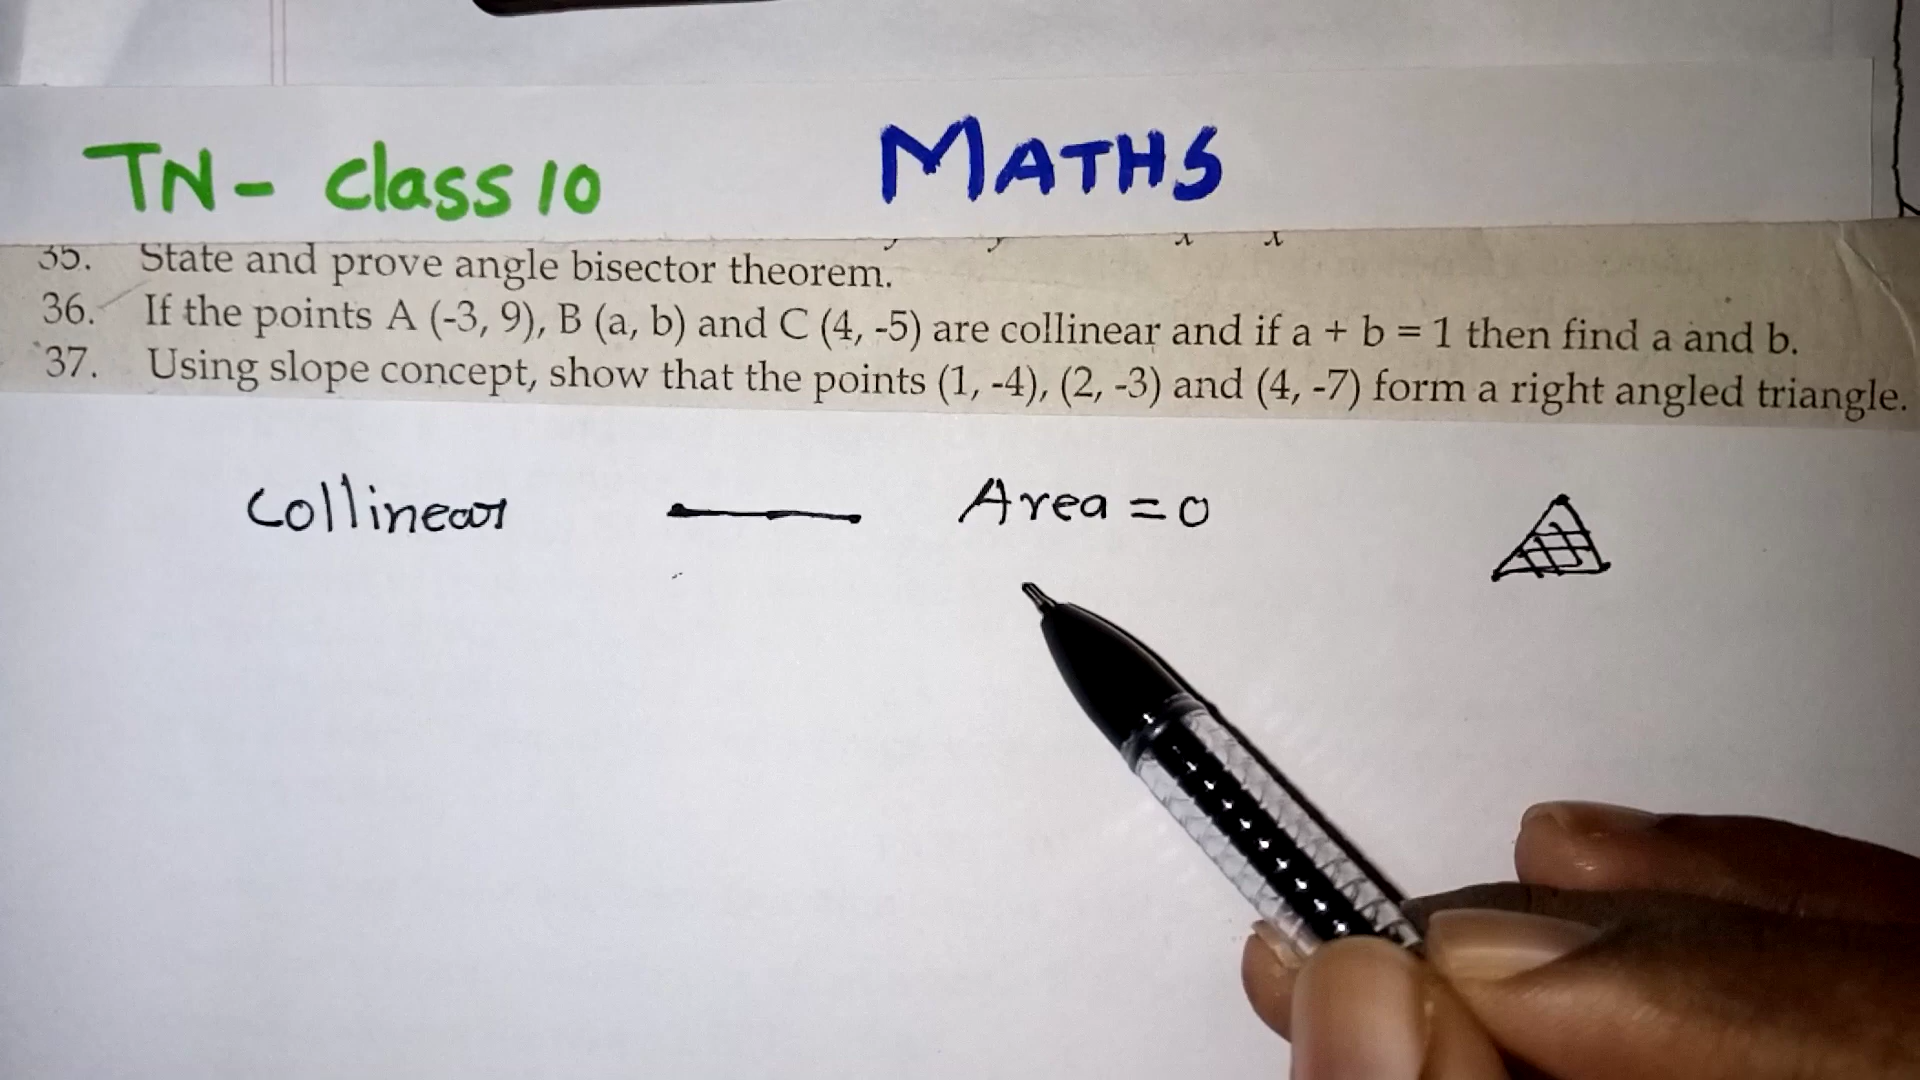 TN- class 10 MATHS
35. State and prove angle bisector theorem.
36. If the points A (-3, 9), B (a, b) and C (4, -5) are collinear and if a + b = 1 then find a and b.
37. Using slope concept, show that the points (1, -4), (2, -3) and (4, -7) form a right angled triangle.
Collinear Area = 0